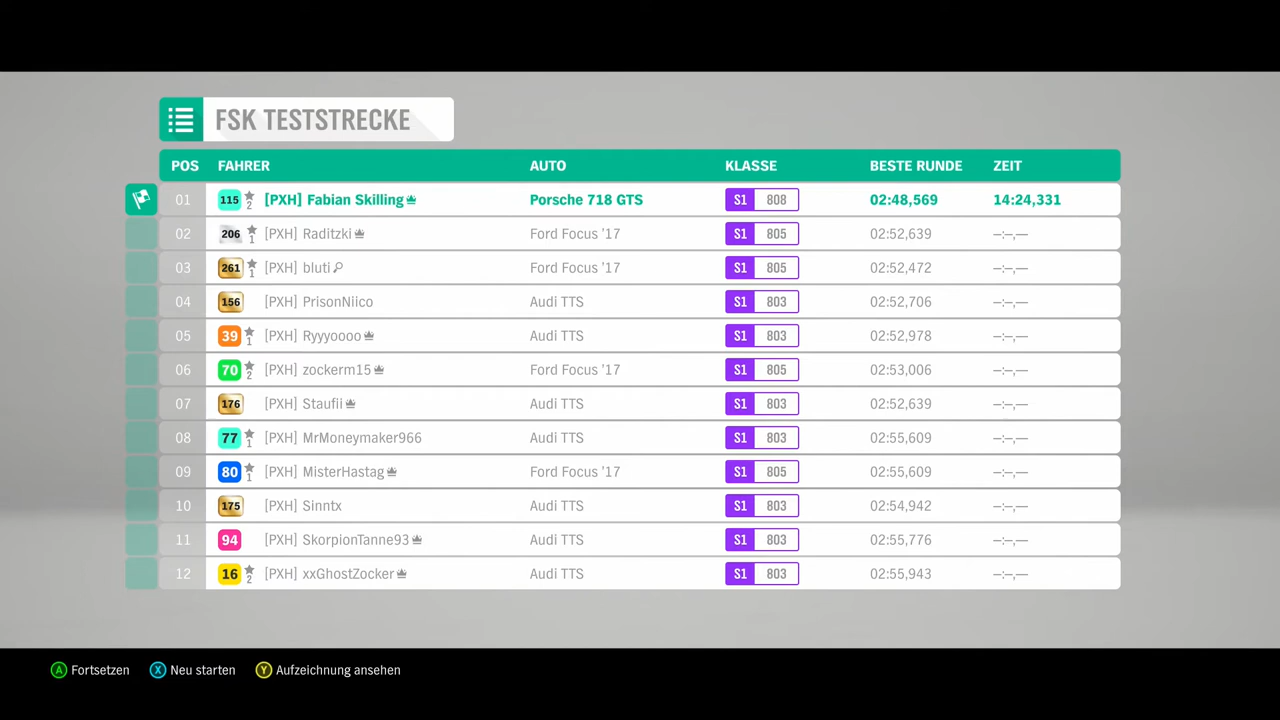 FSK TESTSTRECKE
POS FAHRER AUTO KLASSE BESTE RUNDE ZEIT
01 115 2 [PXH] Fabian Skilling Porsche 718 GTS S1 808 02:48,569 14:24,331
02 206 1 [PXH] Raditzki Ford Focus '17 S1 805 02:52,639 --:--,---
03 261 1 [PXH] bluti Ford Focus '17 S1 805 02:52,472 --:--,---
04 156 [PXH] PrisonNiico Audi TTS S1 803 02:52,706 --:--,---
05 39 1 [PXH] Ryyyoooo Audi TTS S1 803 02:52,978 --:--,---
06 70 2 [PXH] zockerm15 Ford Focus '17 S1 805 02:53,006 --:--,---
07 176 [PXH] Staufii Audi TTS S1 803 02:52,639 --:--,---
08 77 1 [PXH] MrMoneymaker966 Audi TTS S1 803 02:55,609 --:--,---
09 80 1 [PXH] MisterHastag Ford Focus '17 S1 805 02:55,609 --:--,---
10 175 [PXH] Sinntx Audi TTS S1 803 02:54,942 --:--,---
11 94 [PXH] SkorpionTanne93 Audi TTS S1 803 02:55,776 --:--,---
12 16 2 [PXH] xxGhostZocker Audi TTS S1 803 02:55,943 --:--,---
A Fortsetzen X Neu starten Y Aufzeichnung ansehen